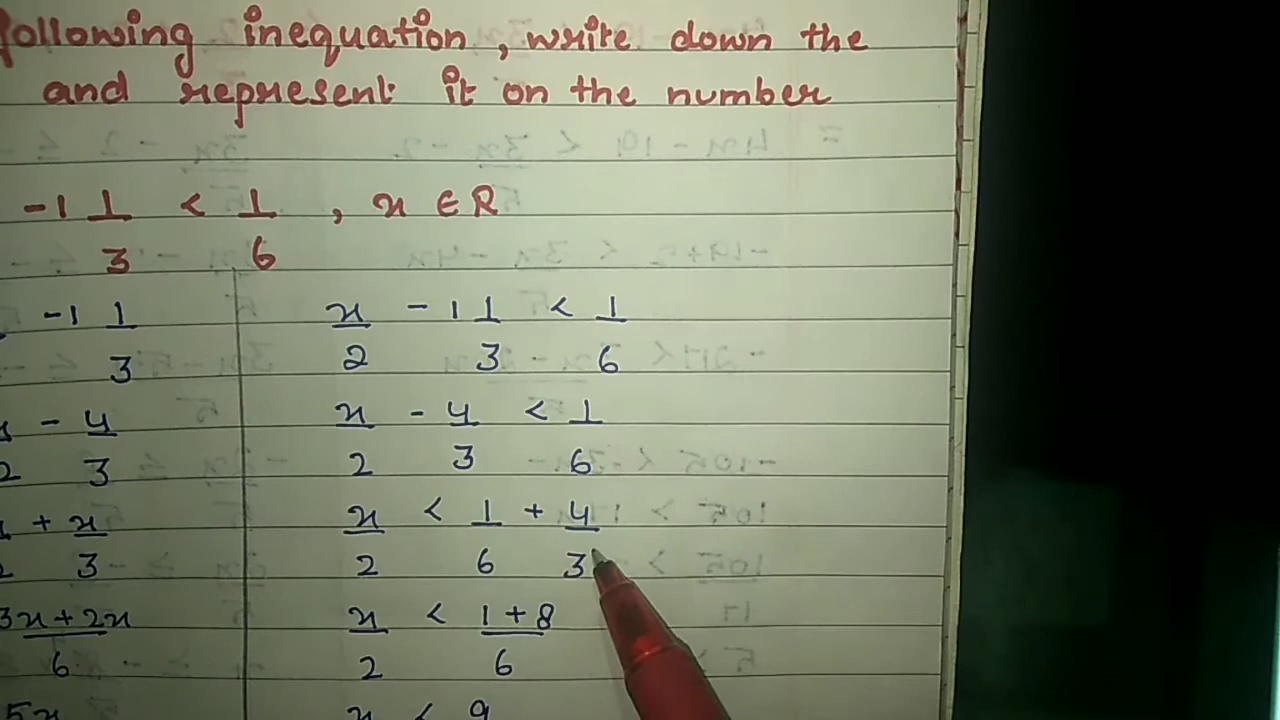 following inequation, write down the
and represent it on the number
-1 1/3 < 1/6 , x ∈ R
-1 1/3
x/2 - 1 1/3 < 1/6
- 4/3
x/2 - 4/3 < 1/6
+ x/3
x/2 < 1/6 + 4/3
3x+2x/6
x/2 < 1+8/6
5x
x < 9